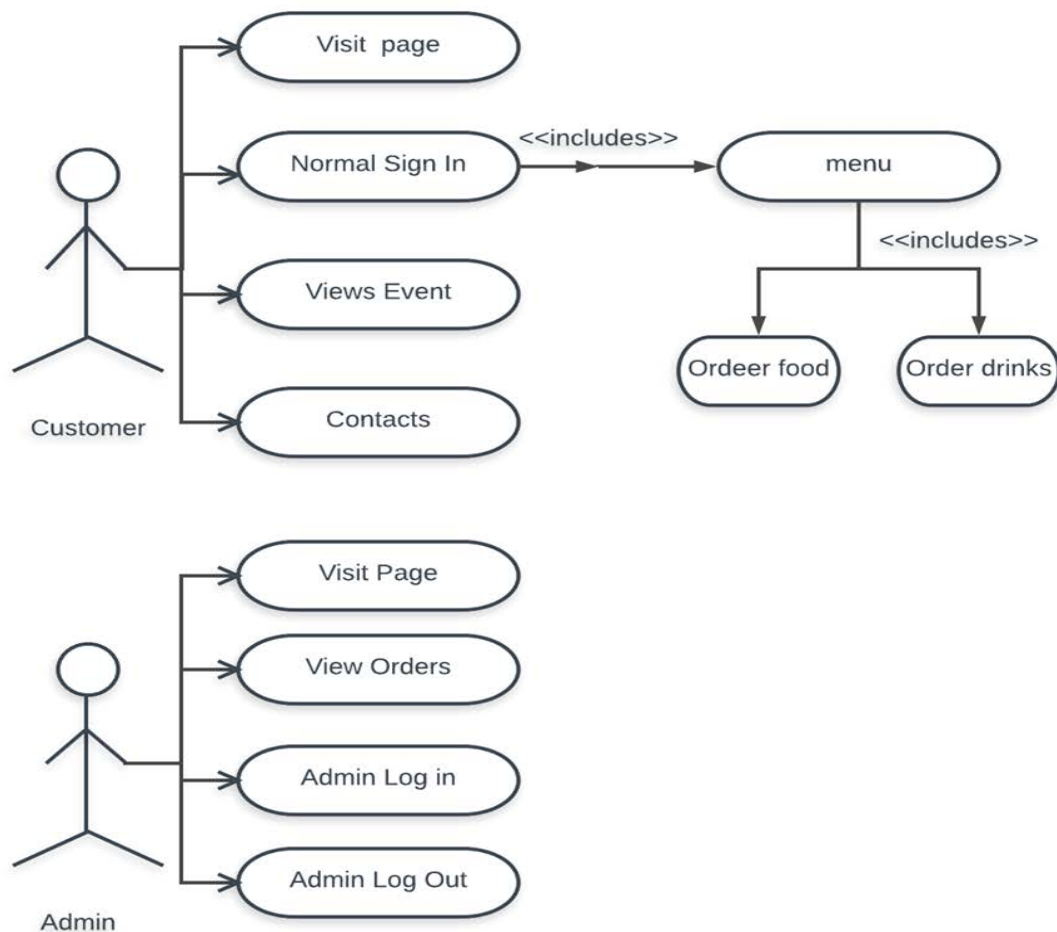 Visit page
Normal Sign In
<<includes>>
menu
<<includes>>
Views Event
Ordeer food
Order drinks
Contacts
Customer
Visit Page
View Orders
Admin Log in
Admin Log Out
Admin